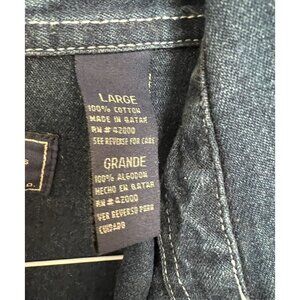 LARGE
100% COTTON
MADE IN QATAR
RN # 42000
SEE REVERSE FOR CARE
GRANDE
100% ALGODON
HECHO EN QATAR
RN # 42000
VER REVERSO PARA
CUIDADO